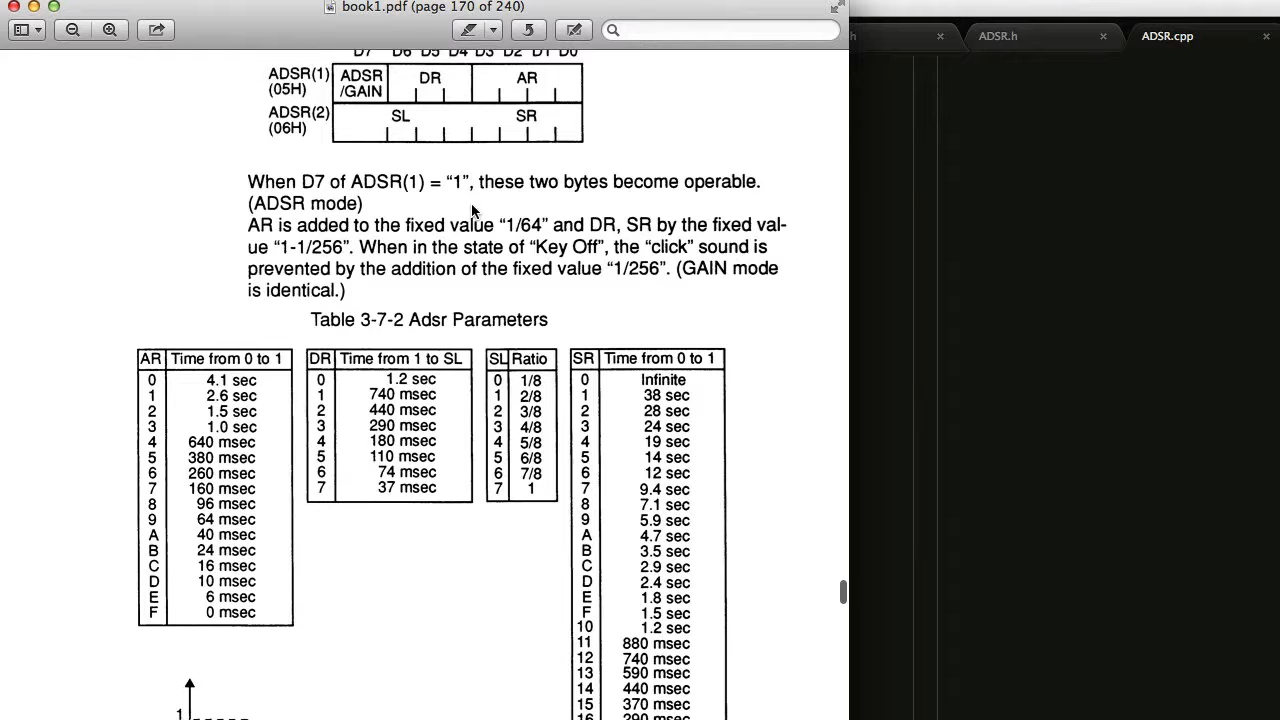 book1.pdf (page 170 of 240)
h
ADSR.h
ADSR.cpp
D7 D6 D5 D4 D3 D2 D1 D0
ADSR(1) ADSR DR AR
(05H) /GAIN
ADSR(2) SL SR
(06H)
When D7 of ADSR(1) = “1”, these two bytes become operable.
(ADSR mode)
AR is added to the fixed value “1/64” and DR, SR by the fixed val-
ue “1-1/256”. When in the state of “Key Off”, the “click” sound is
prevented by the addition of the fixed value “1/256”. (GAIN mode
is identical.)
Table 3-7-2 Adsr Parameters
AR Time from 0 to 1 DR Time from 1 to SL SL Ratio SR Time from 0 to 1
0 4.1 sec 0 1.2 sec 0 1/8 0 Infinite
1 2.6 sec 1 740 msec 1 2/8 1 38 sec
2 1.5 sec 2 440 msec 2 3/8 2 28 sec
3 1.0 sec 3 290 msec 3 4/8 3 24 sec
4 640 msec 4 180 msec 4 5/8 4 19 sec
5 380 msec 5 110 msec 5 6/8 5 14 sec
6 260 msec 6 74 msec 6 7/8 6 12 sec
7 160 msec 7 37 msec 7 1 7 9.4 sec
8 96 msec 8 7.1 sec
9 64 msec 9 5.9 sec
A 40 msec A 4.7 sec
B 24 msec B 3.5 sec
C 16 msec C 2.9 sec
D 10 msec D 2.4 sec
E 6 msec E 1.8 sec
F 0 msec F 1.5 sec
10 1.2 sec
11 880 msec
12 740 msec
13 590 msec
14 440 msec
15 370 msec
16 290 msec
1